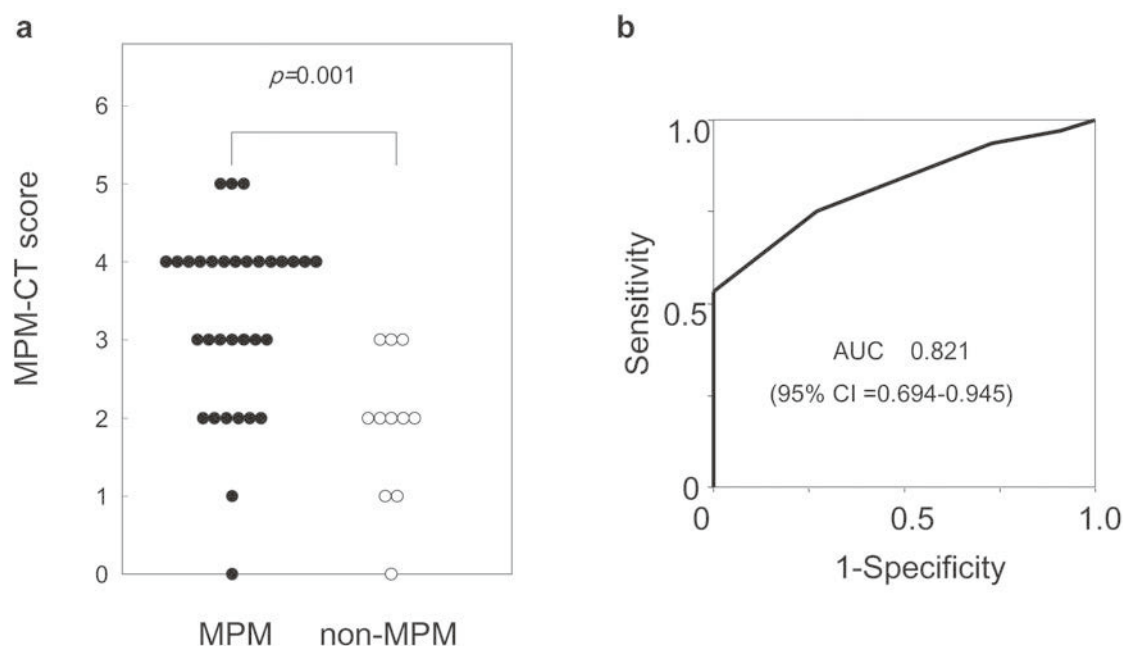 a
p=0.001
MPM-CT score
6
5
4
3
2
1
0
MPM non-MPM
b
Sensitivity
1.0
0.5
0
AUC 0.821
(95% CI =0.694-0.945)
0 0.5 1.0
1-Specificity